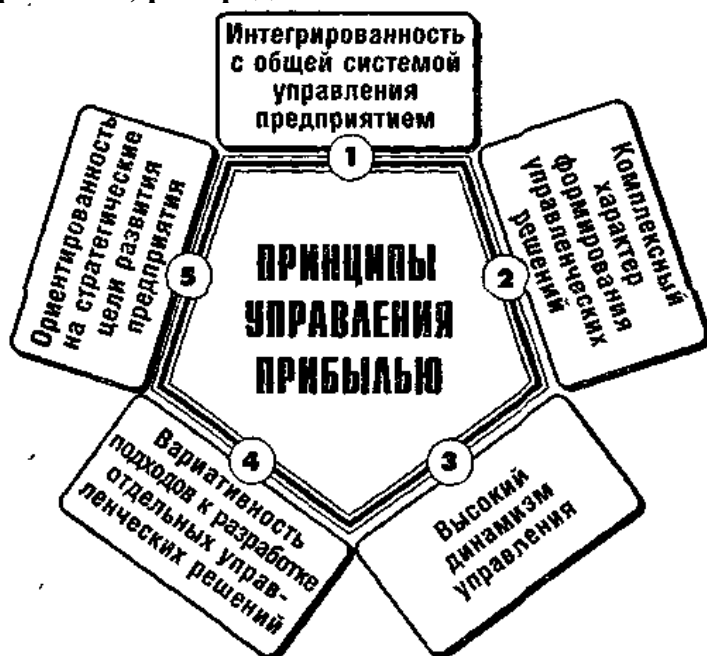 Интегрированность
с общей системой
управления
предприятием
1
Комплексный
характер
формирования
управленческих
решений
2
Высокий
динамизм
управления
3
Вариативность
подходов к разработке
отдельных управ-
ленческих решений
4
Ориентированность
на стратегические
цели развития
предприятия
5
ПРИНЦИПЫ
УПРАВЛЕНИЯ
ПРИБЫЛЬЮ